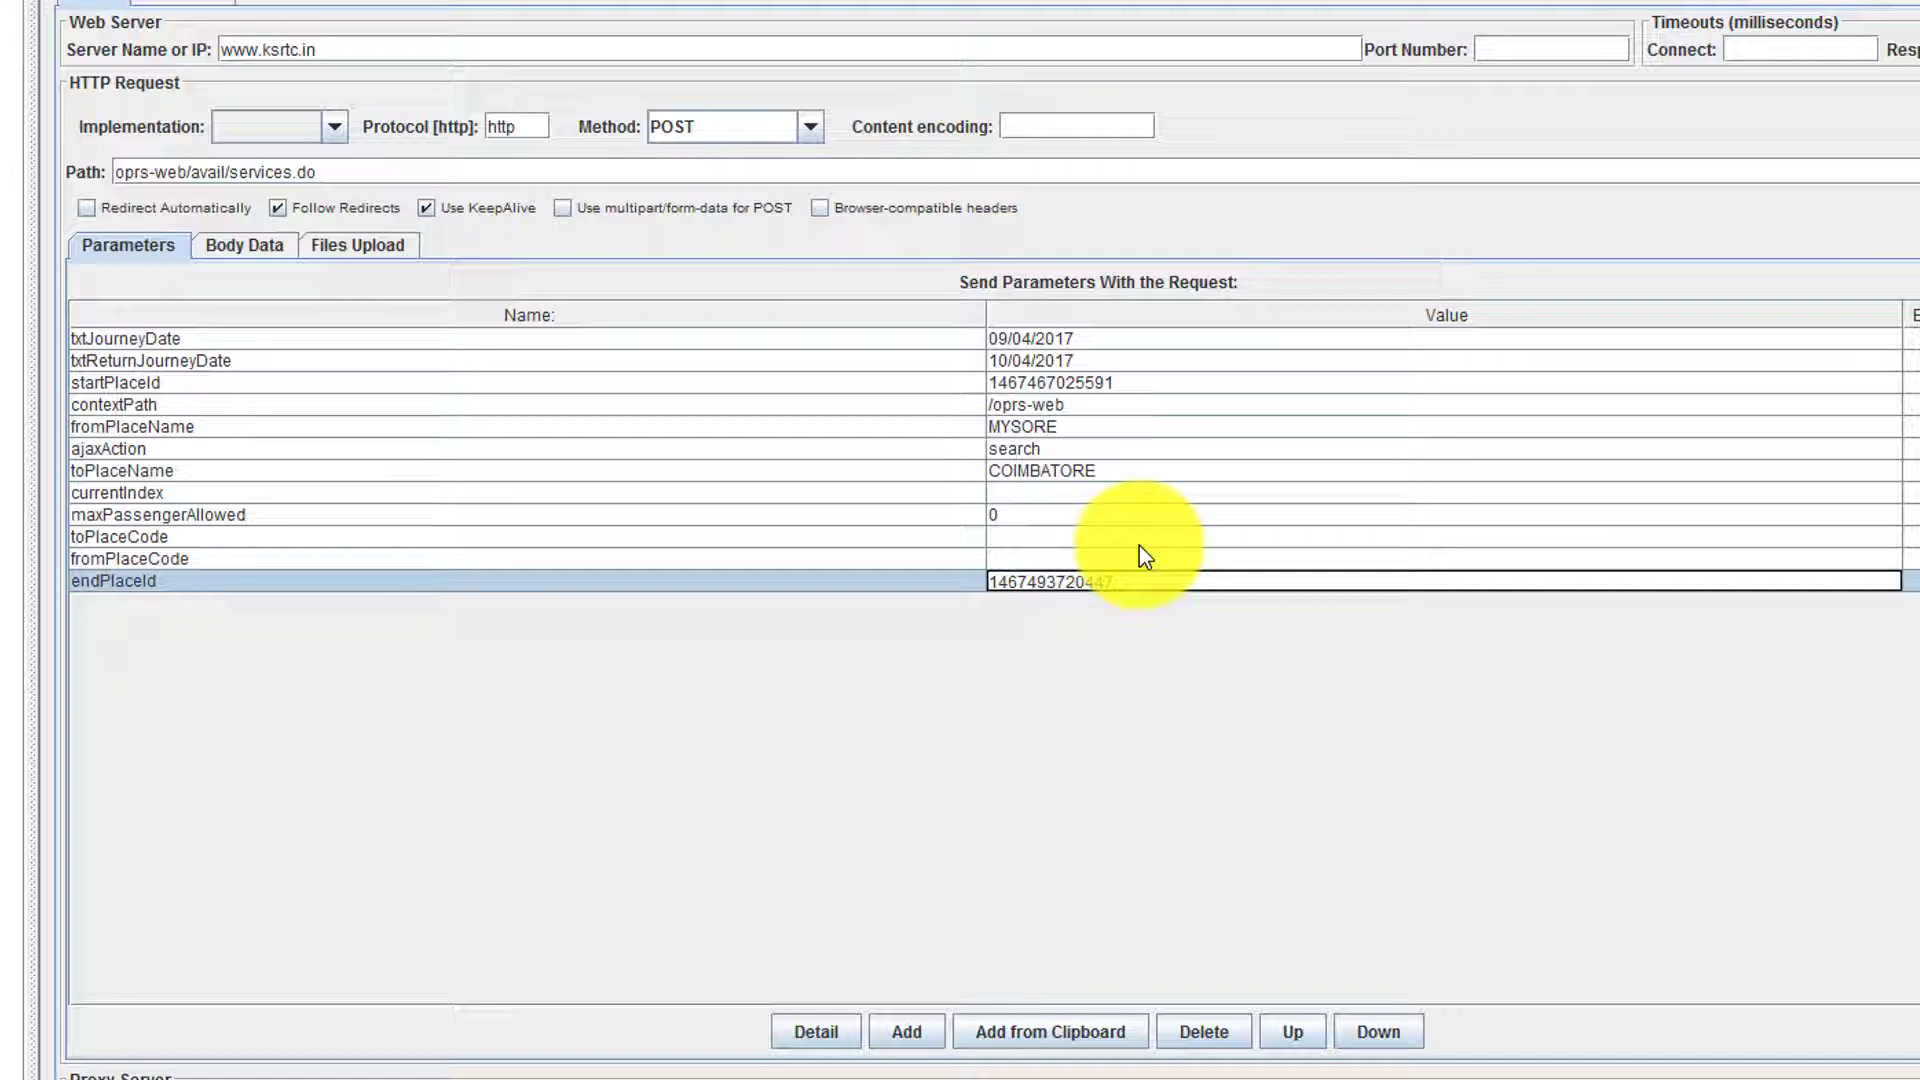 Web Server
Timeouts (milliseconds)
Server Name or IP: www.ksrtc.in Port Number: Connect: Resp
HTTP Request
Implementation: Protocol [http]: http Method: POST Content encoding:
Path: oprs-web/avail/services.do
Redirect Automatically Follow Redirects Use KeepAlive Use multipart/form-data for POST Browser-compatible headers
Parameters Body Data Files Upload
Send Parameters With the Request:
Name: Value E
txtJourneyDate 09/04/2017
txtReturnJourneyDate 10/04/2017
startPlaceId 1467467025591
contextPath /oprs-web
fromPlaceName MYSORE
ajaxAction search
toPlaceName COIMBATORE
currentIndex
maxPassengerAllowed 0
toPlaceCode
fromPlaceCode
endPlaceId 1467493720447
Detail Add Add from Clipboard Delete Up Down
Proxy Server